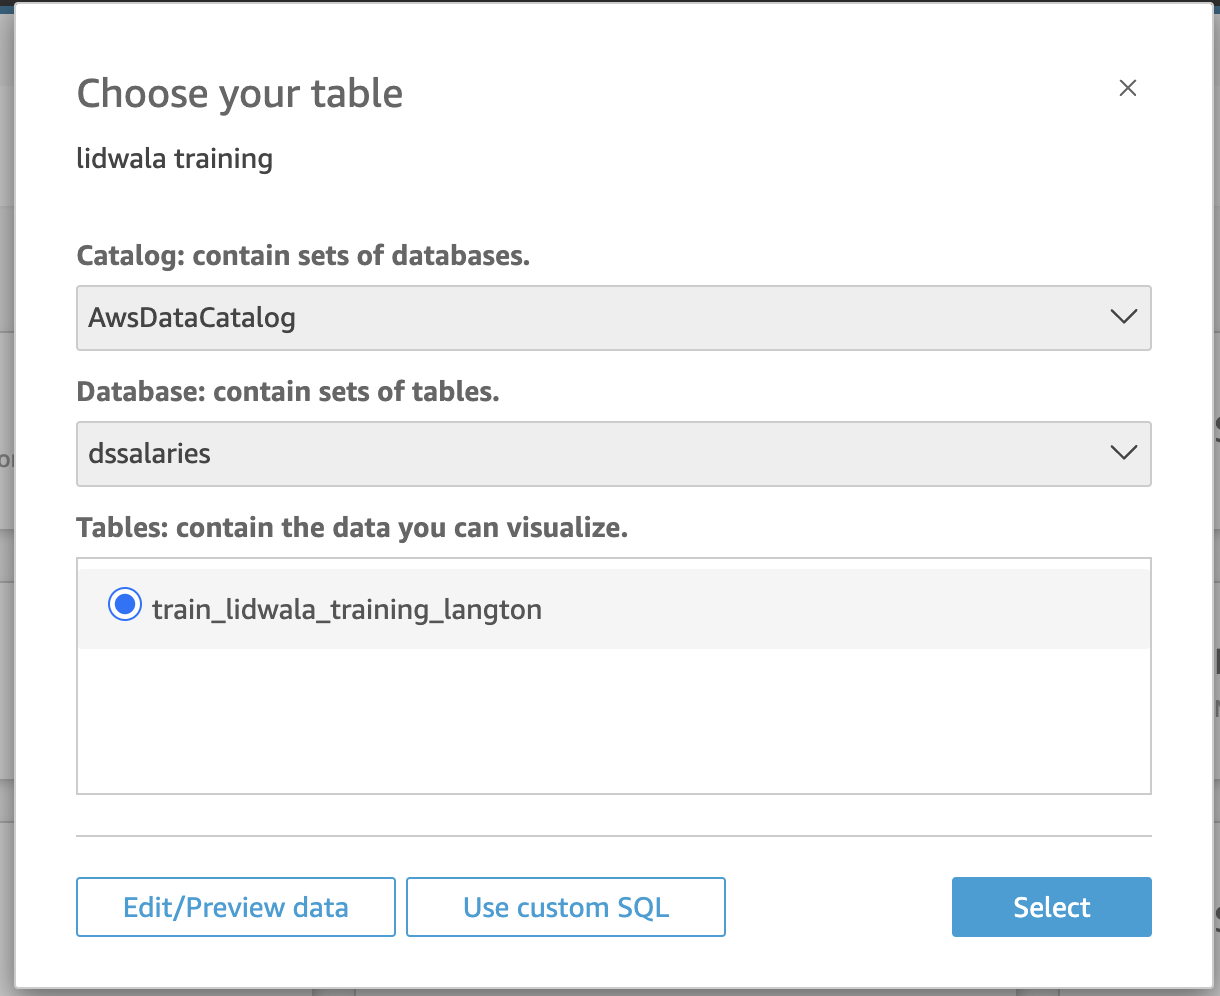 Choose your table
lidwala training
Catalog: contain sets of databases.
AwsDataCatalog
Database: contain sets of tables.
dssalaries
Tables: contain the data you can visualize.
train_lidwala_training_langton
Edit/Preview data
Use custom SQL
Select